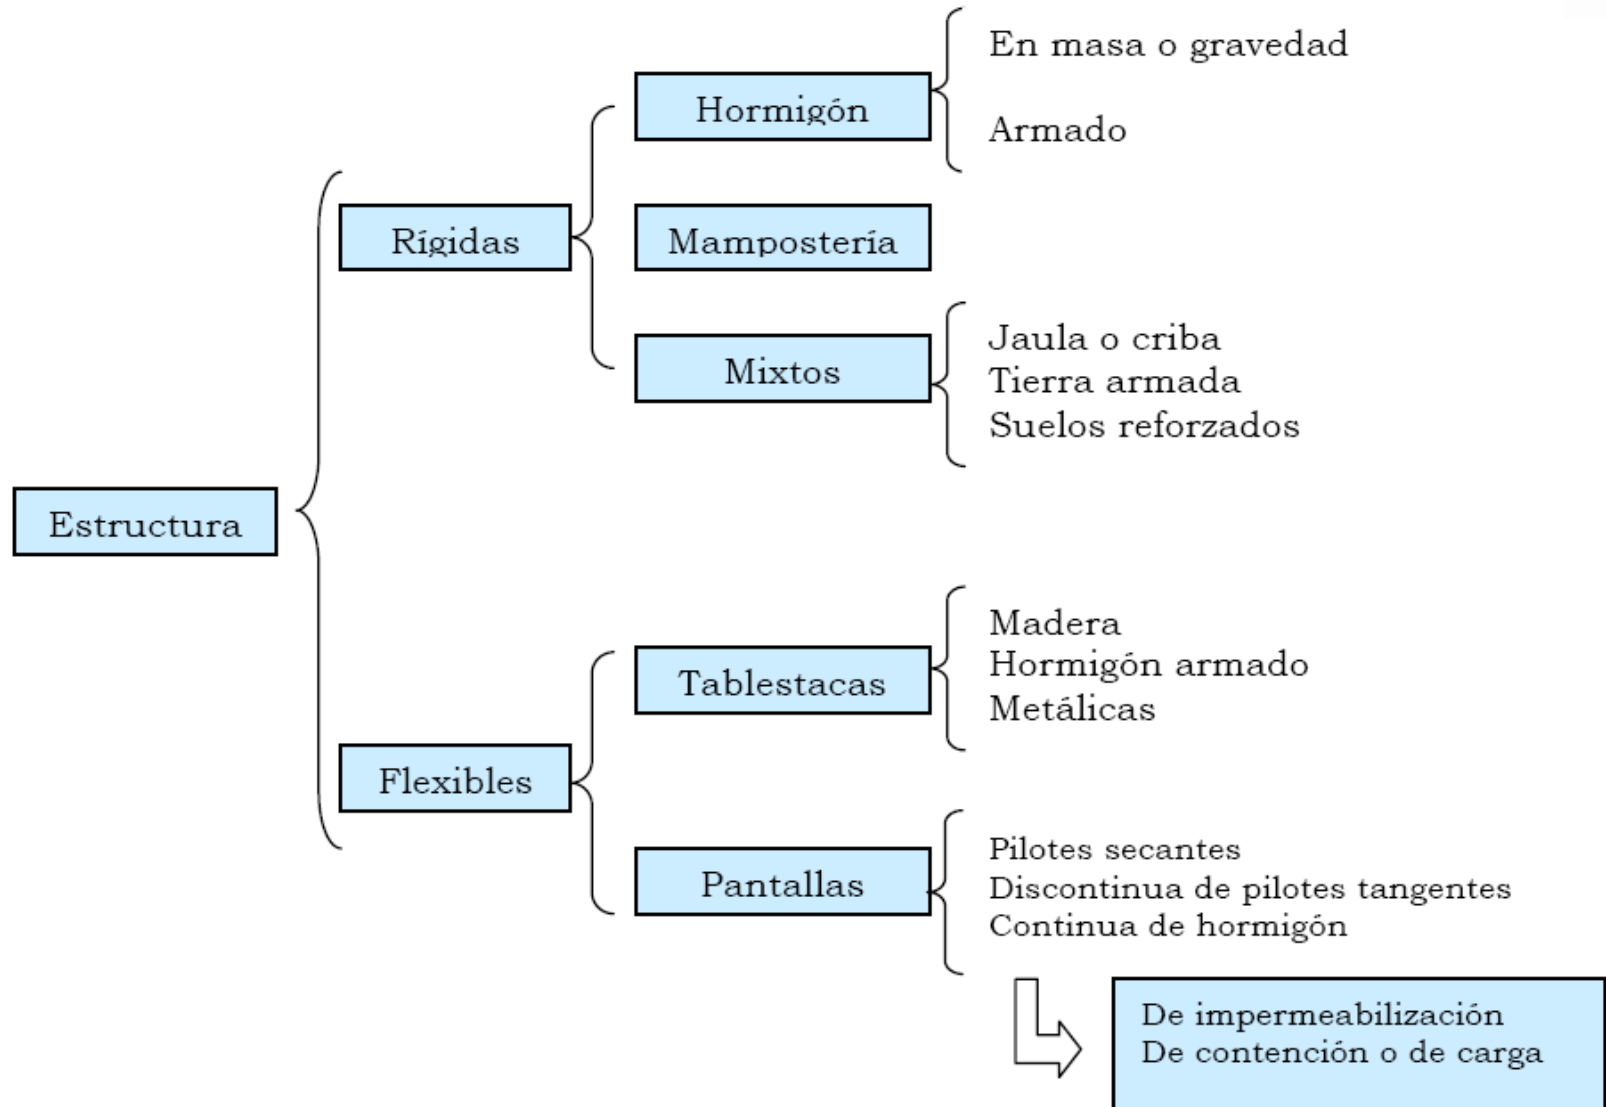 En masa o gravedad
Hormigón
Armado
Rígidas
Mampostería
Mixtos
Jaula o criba
Tierra armada
Suelos reforzados
Estructura
Tablestacas
Madera
Hormigón armado
Metálicas
Flexibles
Pantallas
Pilotes secantes
Discontinua de pilotes tangentes
Continua de hormigón
De impermeabilización
De contención o de carga